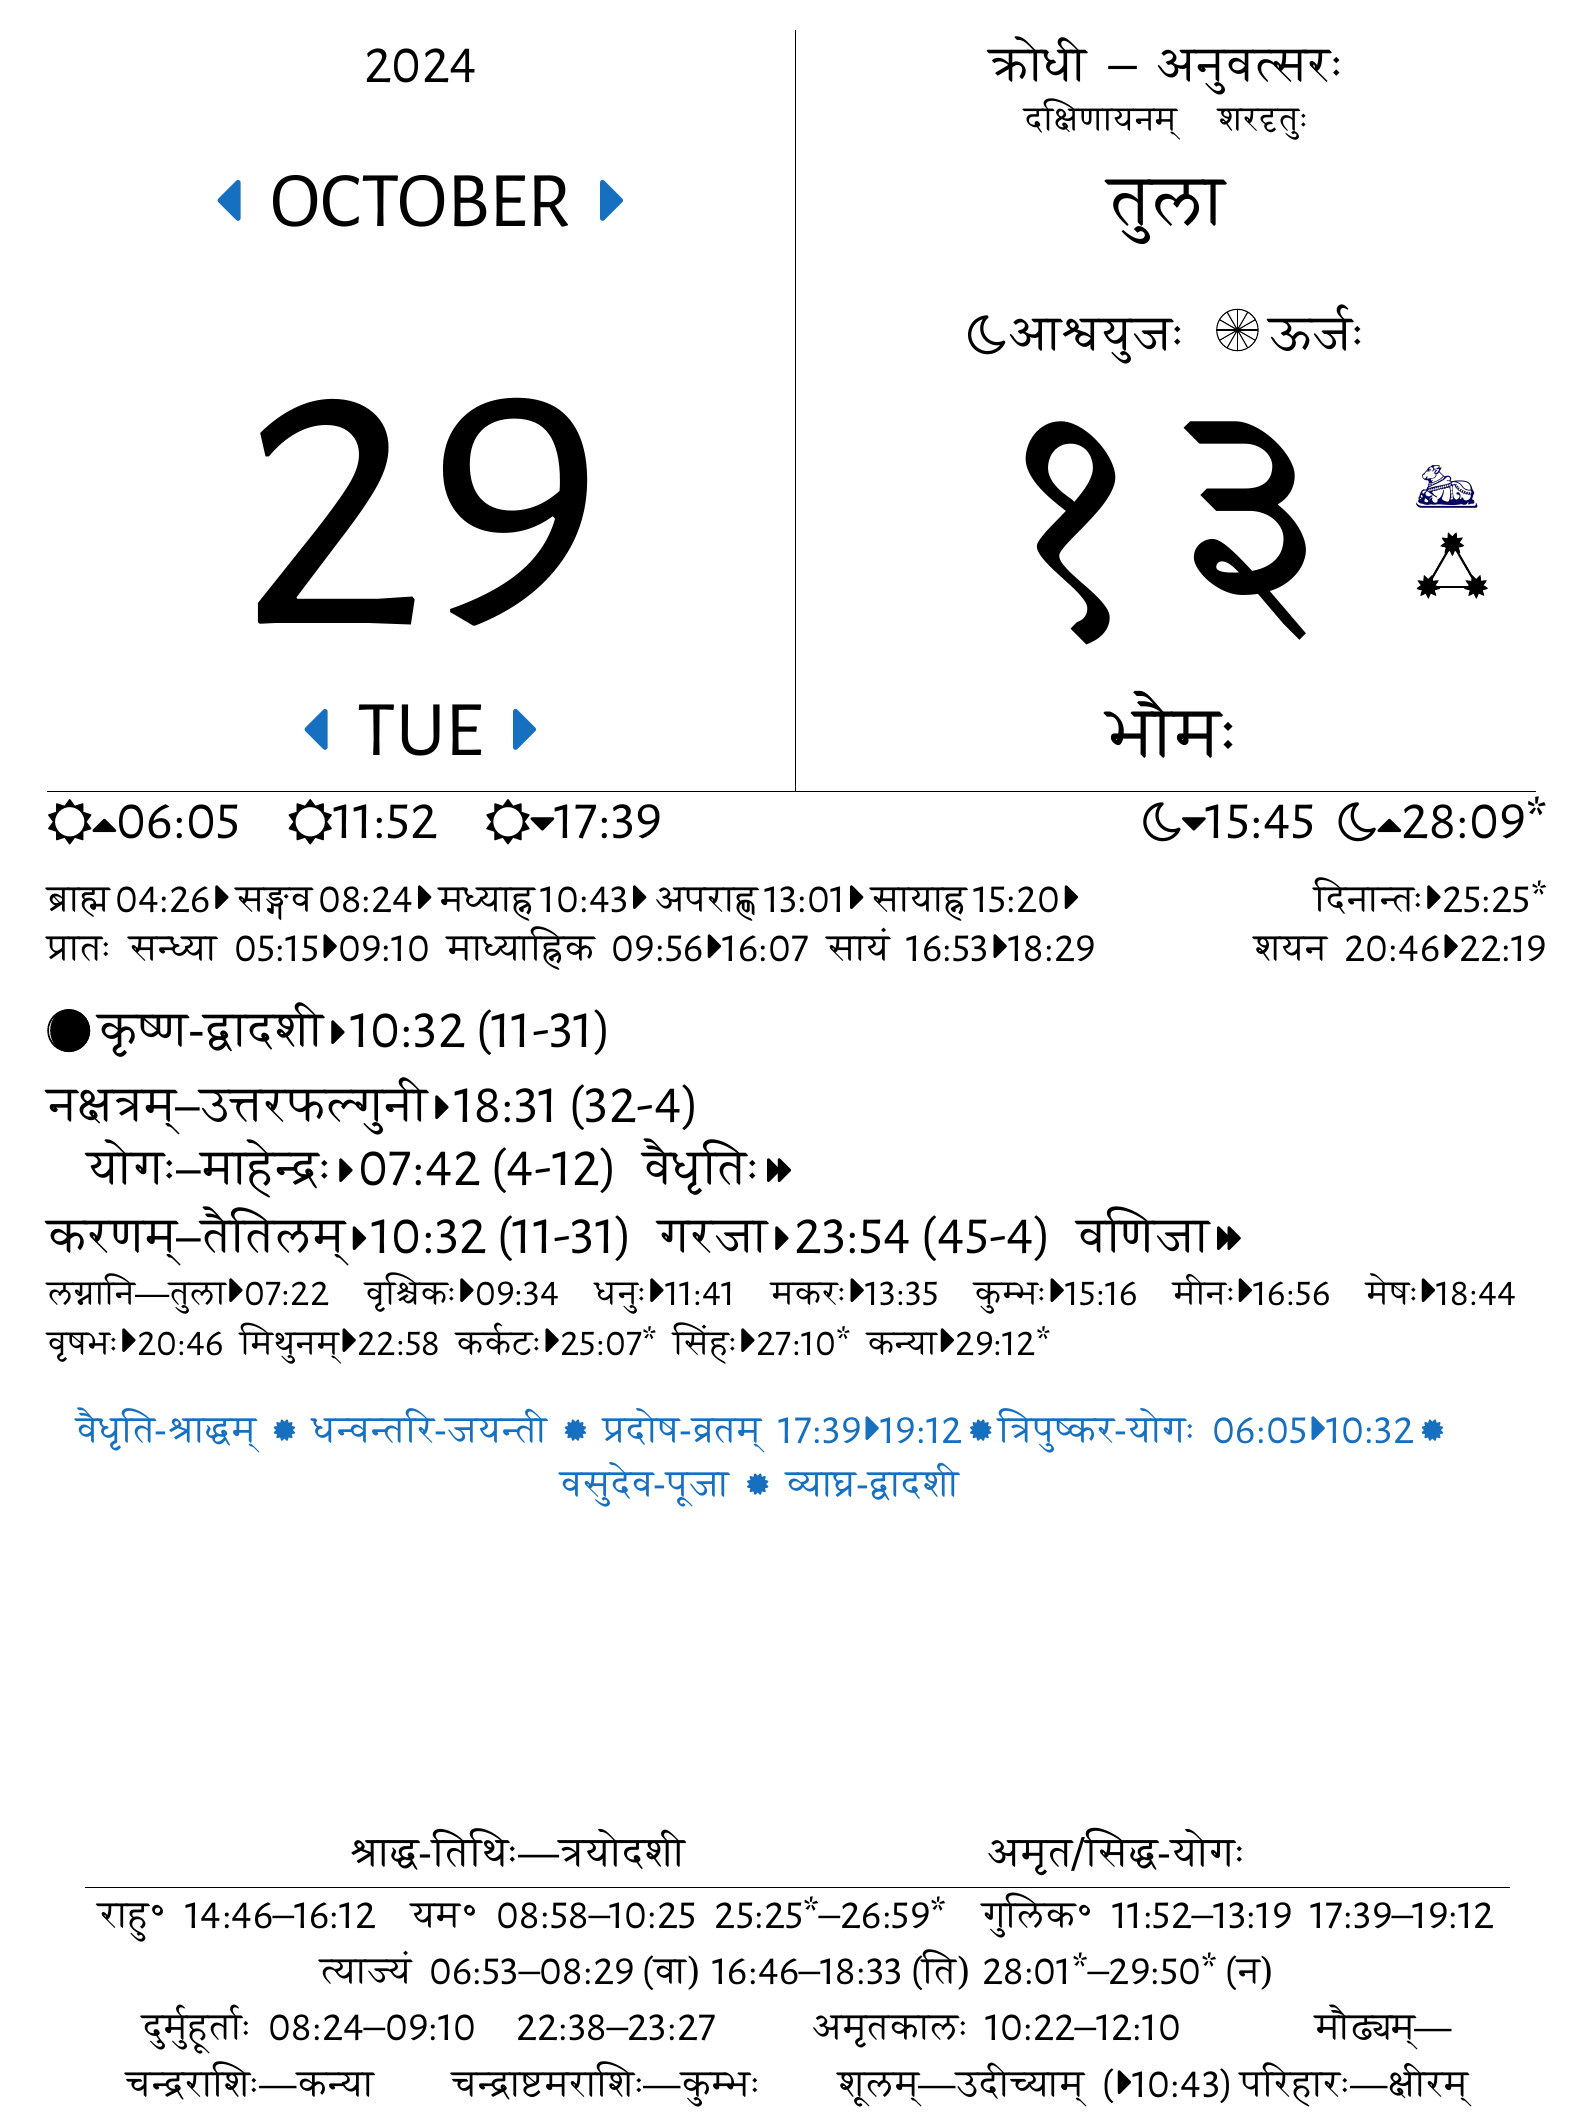 2024
OCTOBER
29
TUE
क्रोधी – अनुवत्सरः
दक्षिणायनम् शरदृतुः
तुला
आश्वयुजः ऊर्जः
१३
भौमः
06:05 11:52 17:39 15:45 28:09*
ब्राह्म 04:26 सङ्गव 08:24 मध्याह्न 10:43 अपराह्ण 13:01 सायाह्न 15:20 दिनान्तः 25:25*
प्रातः सन्ध्या 05:15 09:10 माध्याह्निक 09:56 16:07 सायं 16:53 18:29 शयन 20:46 22:19
कृष्ण-द्वादशी 10:32 (11-31)
नक्षत्रम्–उत्तरफल्गुनी 18:31 (32-4)
योगः–माहेन्द्रः 07:42 (4-12) वैधृतिः
करणम्–तैतिलम् 10:32 (11-31) गरजा 23:54 (45-4) वणिजा
लग्नानि—तुला 07:22 वृश्चिकः 09:34 धनुः 11:41 मकरः 13:35 कुम्भः 15:16 मीनः 16:56 मेषः 18:44
वृषभः 20:46 मिथुनम् 22:58 कर्कटः 25:07* सिंहः 27:10* कन्या 29:12*
वैधृति-श्राद्धम् धन्वन्तरि-जयन्ती प्रदोष-व्रतम् 17:39 19:12 त्रिपुष्कर-योगः 06:05 10:32
वसुदेव-पूजा व्याघ्र-द्वादशी
श्राद्ध-तिथिः—त्रयोदशी अमृत/सिद्ध-योगः
राहु॰ 14:46–16:12 यम॰ 08:58–10:25 25:25*–26:59* गुलिक॰ 11:52–13:19 17:39–19:12
त्याज्यं 06:53–08:29 (वा) 16:46–18:33 (ति) 28:01*–29:50* (न)
दुर्मुहूर्ताः 08:24–09:10 22:38–23:27 अमृतकालः 10:22–12:10 मौढ्यम्—
चन्द्रराशिः—कन्या चन्द्राष्टमराशिः—कुम्भः शूलम्—उदीच्याम् (10:43) परिहारः—क्षीरम्